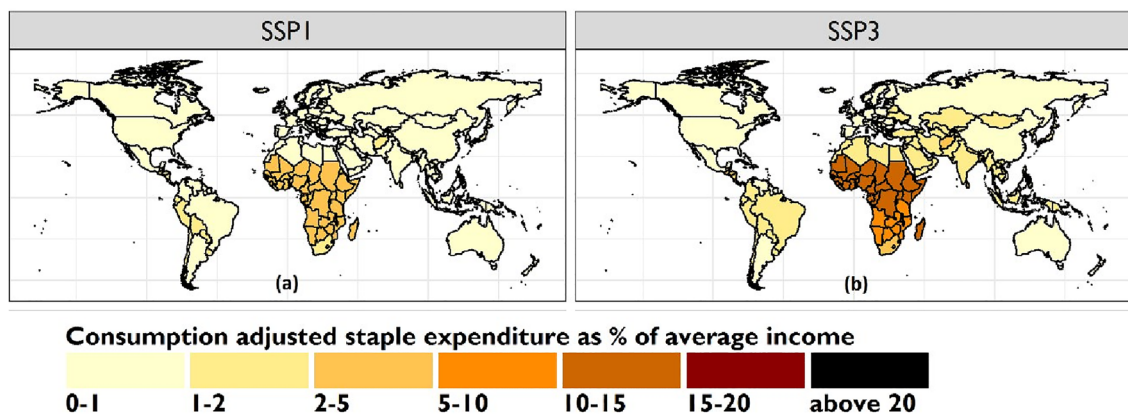 SSP1
SSP3
(a)
(b)
Consumption adjusted staple expenditure as % of average income
0-1
1-2
2-5
5-10
10-15
15-20
above 20